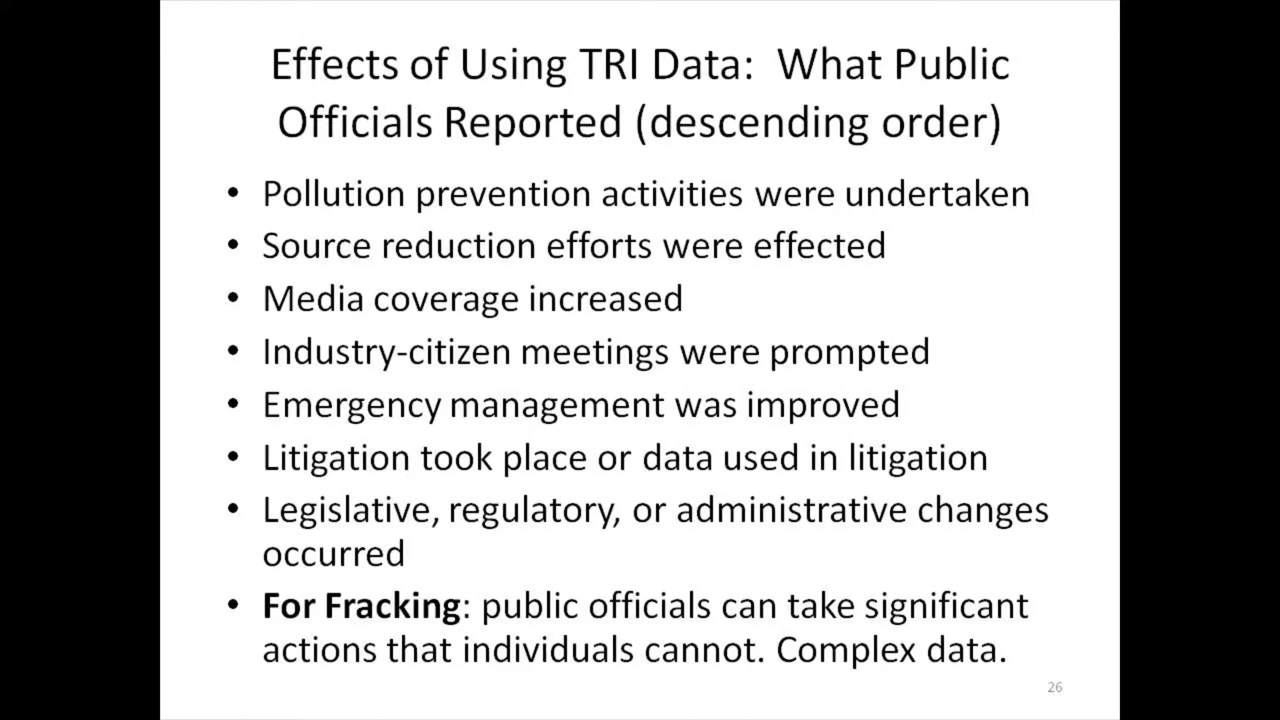 Effects of Using TRI Data:  What Public
Officials Reported (descending order)
• Pollution prevention activities were undertaken
• Source reduction efforts were effected
• Media coverage increased
• Industry-citizen meetings were prompted
• Emergency management was improved
• Litigation took place or data used in litigation
• Legislative, regulatory, or administrative changes
occurred
• For Fracking: public officials can take significant
actions that individuals cannot. Complex data.
26